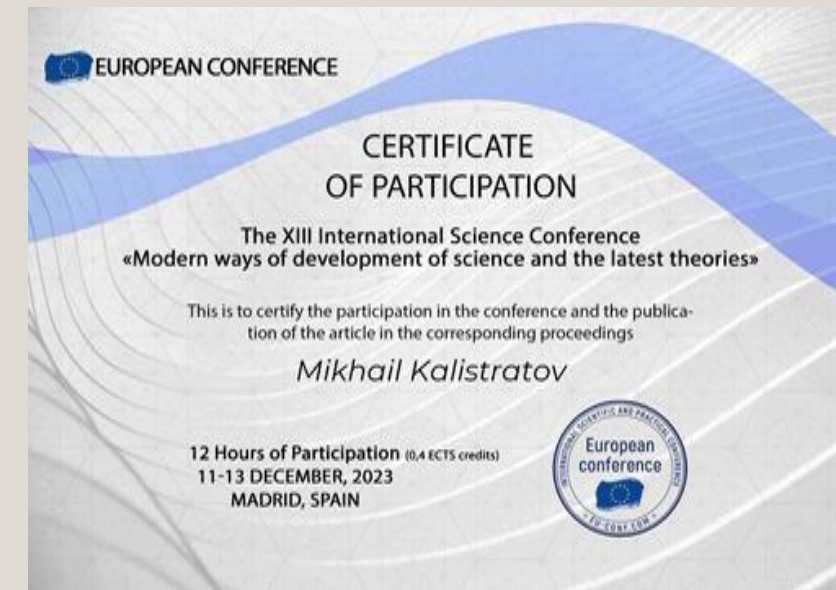 EUROPEAN CONFERENCE
CERTIFICATE
OF PARTICIPATION
The XIII International Science Conference
«Modern ways of development of science and the latest theories»
This is to certify the participation in the conference and the publica-
tion of the article in the corresponding proceedings
Mikhail Kalistratov
12 Hours of Participation (0,4 ECTS credits)
11-13 DECEMBER, 2023
MADRID, SPAIN
INTERNATIONAL SCIENTIFIC AND PRACTICAL CONFERENCE
European
conference
• EU-CONF.COM •